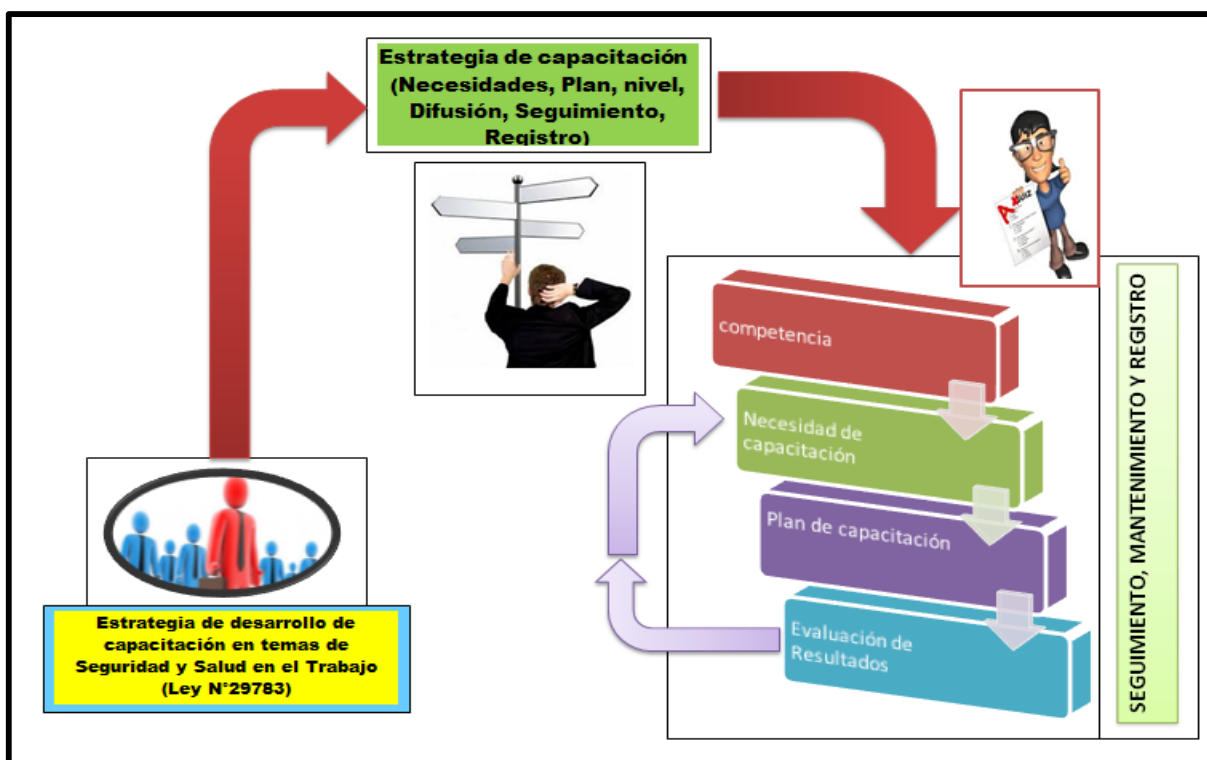 Estrategia de capacitación
(Necesidades, Plan, nivel,
Difusión, Seguimiento,
Registro)
A
QUIZ
competencia
Necesidad de
capacitación
Plan de capacitación
Evaluación de
Resultados
SEGUIMIENTO, MANTENIMIENTO Y REGISTRO
Estrategia de desarrollo de
capacitación en temas de
Seguridad y Salud en el Trabajo
(Ley N°29783)